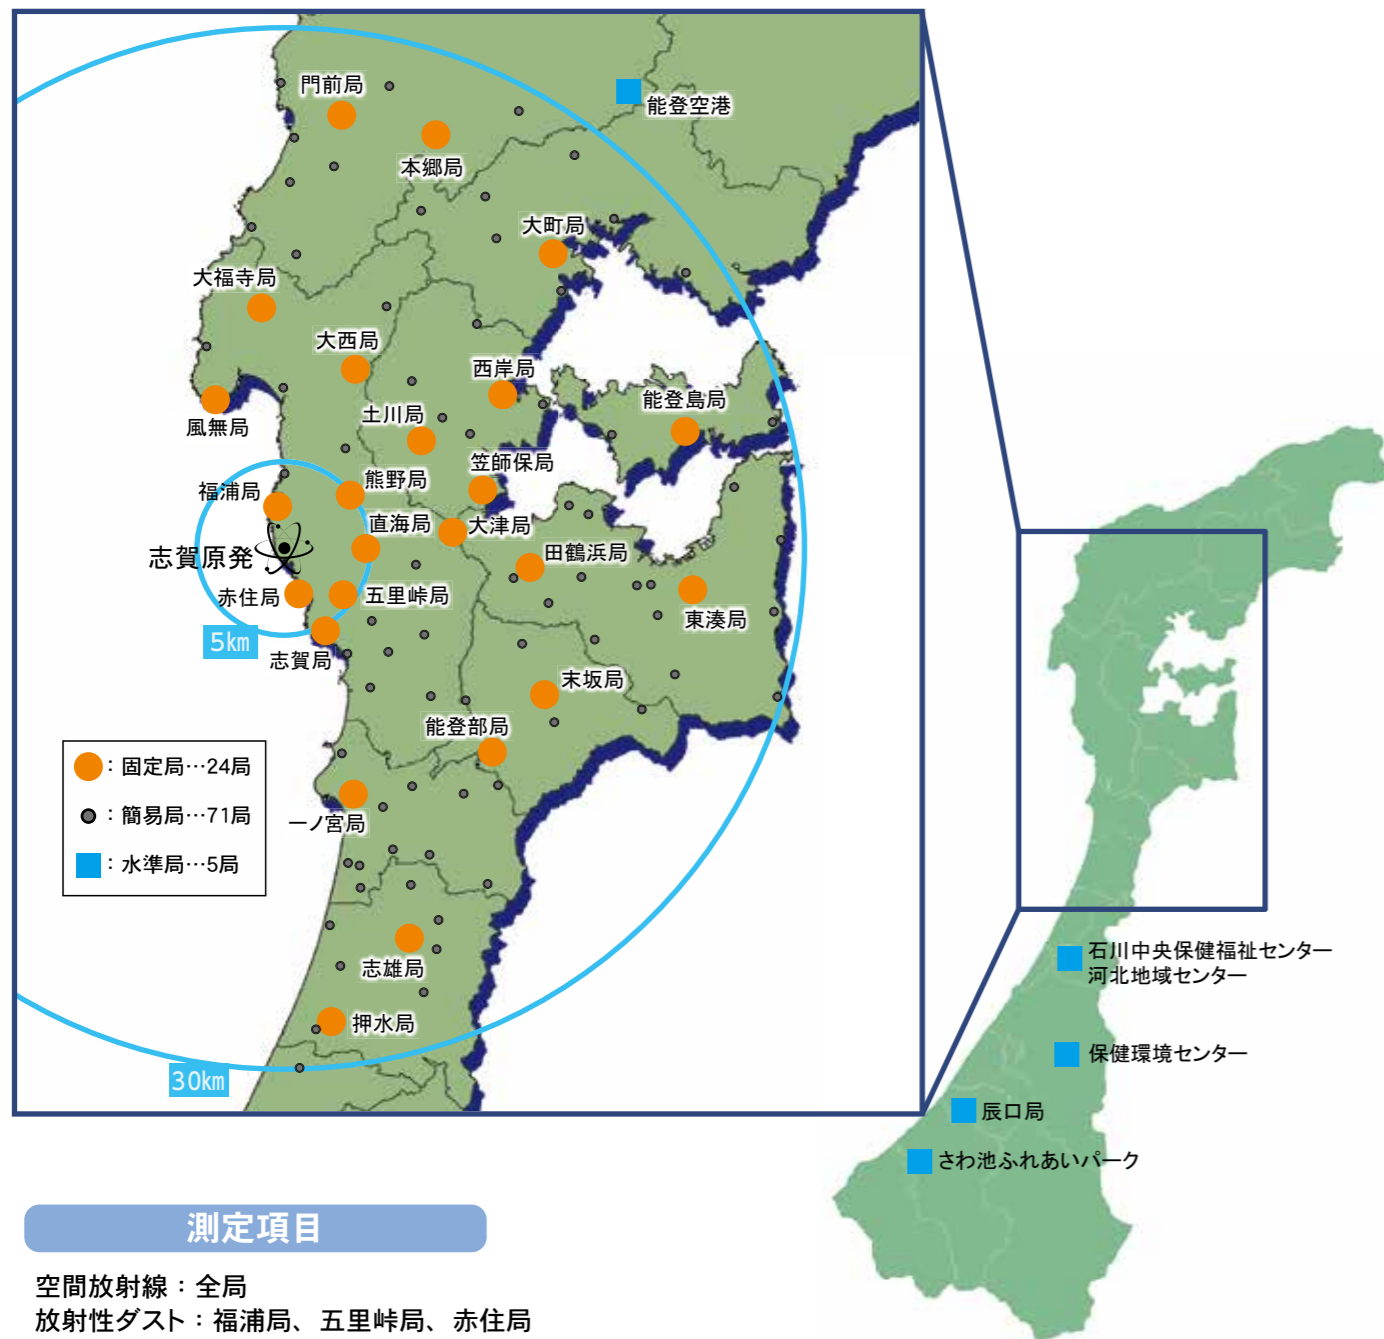 門前局
能登空港
本郷局
大町局
大福寺局
大西局
西岸局
能登島局
風無局
土川局
笠師保局
熊野局
福浦局
直海局
大津局
志賀原発
田鶴浜局
赤住局
五里峠局
東湊局
5km
志賀局
末坂局
能登部局
：固定局…24局
：簡易局…71局
：水準局…5局
一ノ宮局
志雄局
押水局
30km
石川中央保健福祉センター
河北地域センター
保健環境センター
辰口局
さわ池ふれあいパーク
測定項目
空間放射線：全局
放射性ダスト：福浦局、五里峠局、赤住局